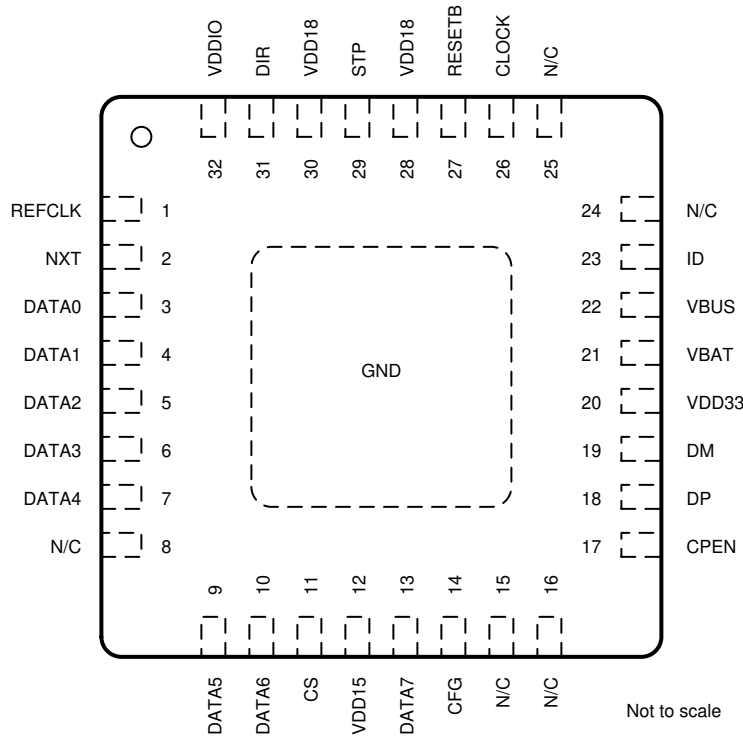 VDDIO
DIR
VDD18
STP
VDD18
RESETB
CLOCK
N/C
32
31
30
29
28
27
26
25
REFCLK 1
NXT 2
DATA0 3
DATA1 4
DATA2 5
DATA3 6
DATA4 7
N/C 8
GND
24 N/C
23 ID
22 VBUS
21 VBAT
20 VDD33
19 DM
18 DP
17 CPEN
9
10
11
12
13
14
15
16
DATA5
DATA6
CS
VDD15
DATA7
CFG
N/C
N/C
Not to scale